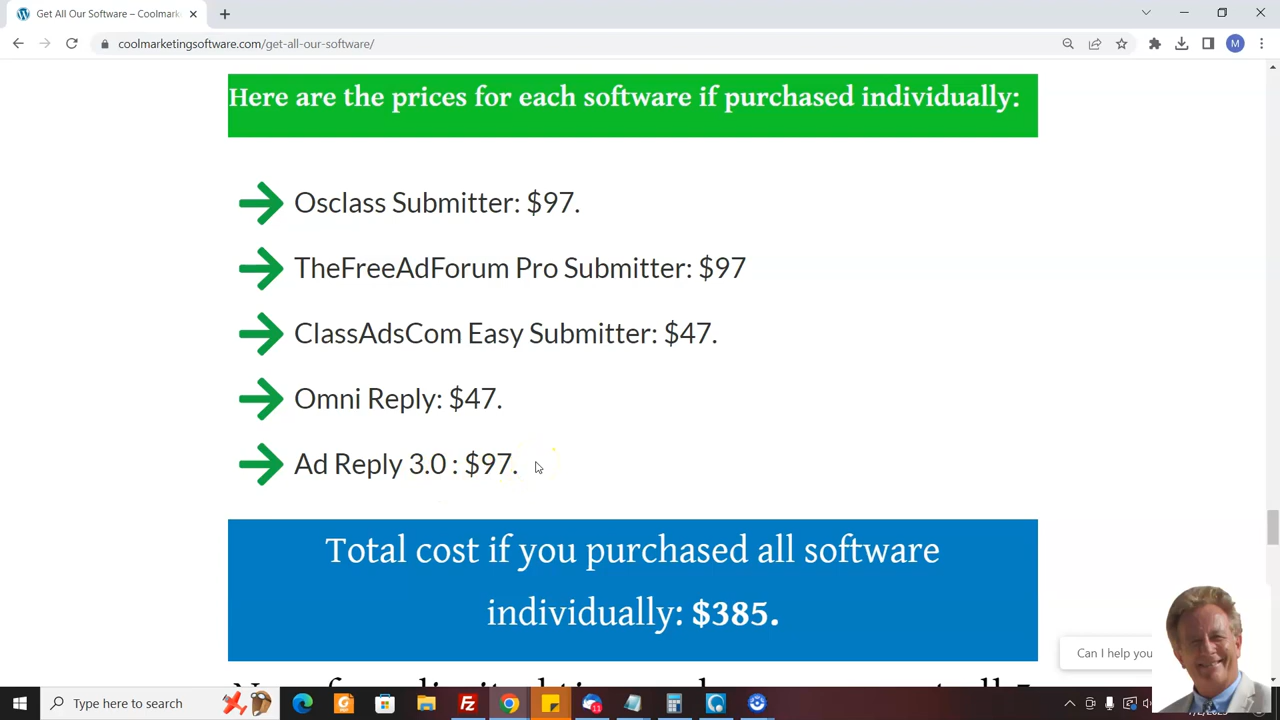 Get All Our Software – Coolmark
coolmarketingsoftware.com/get-all-our-software/
M
Here are the prices for each software if purchased individually:
Osclass Submitter: $97.
TheFreeAdForum Pro Submitter: $97
ClassAdsCom Easy Submitter: $47.
Omni Reply: $47.
Ad Reply 3.0 : $97.
Total cost if you purchased all software
individually: $385.
Can I help you
Type here to search